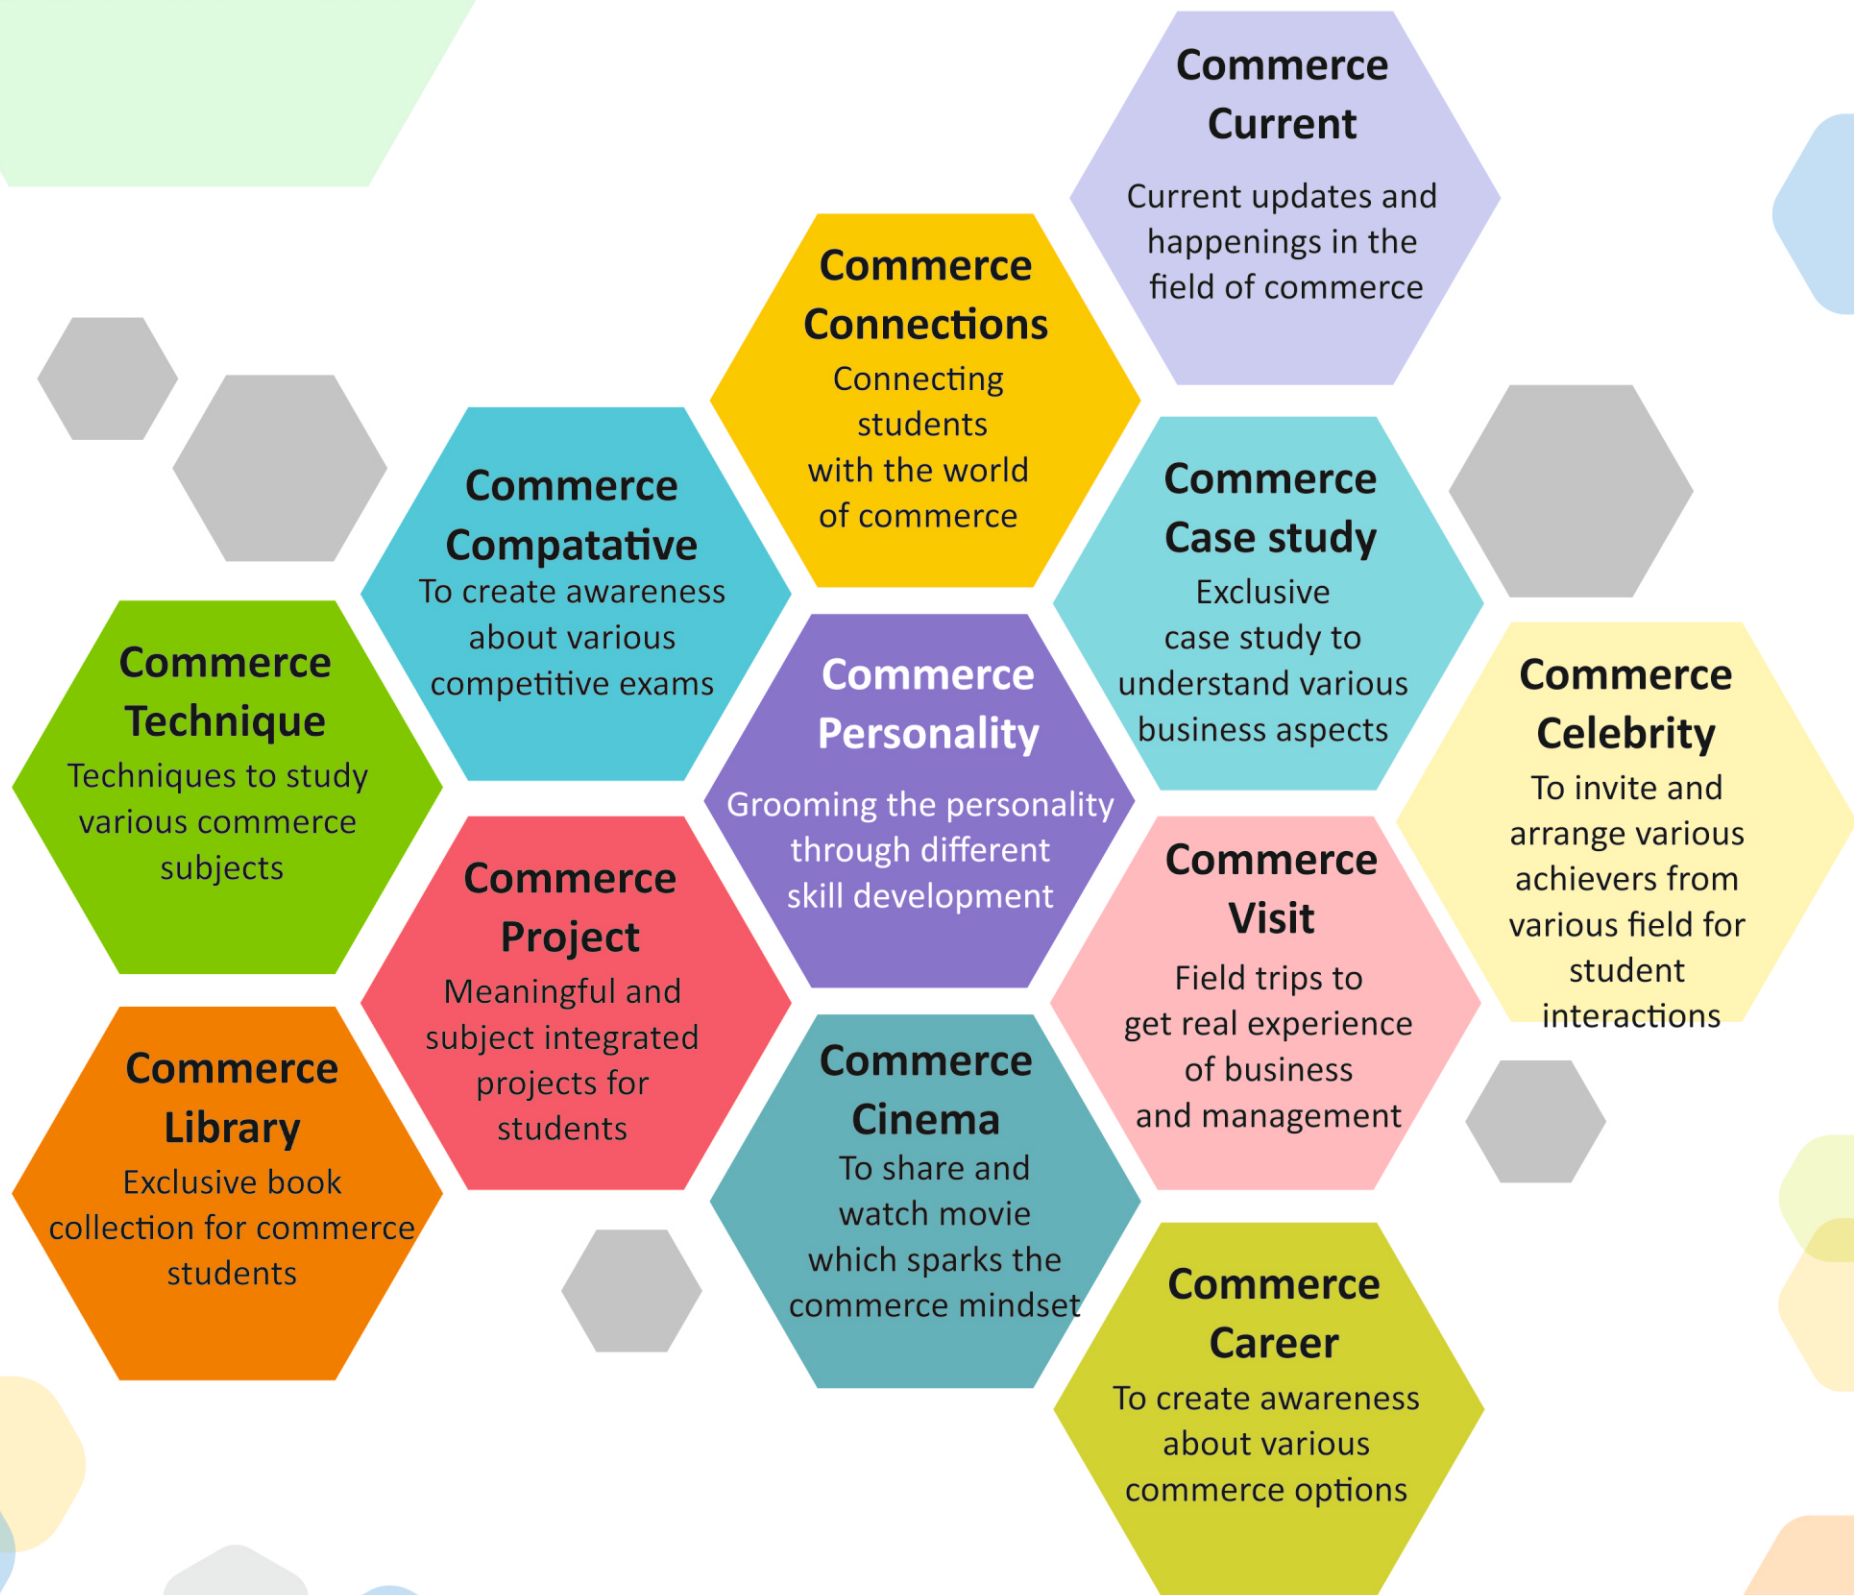 Commerce
Current
Current updates and
happenings in the
field of commerce
Commerce
Connections
Connecting
students
with the world
of commerce
Commerce
Compatative
To create awareness
about various
competitive exams
Commerce
Case study
Exclusive
case study to
understand various
business aspects
Commerce
Technique
Techniques to study
various commerce
subjects
Commerce
Personality
Grooming the personality
through different
skill development
Commerce
Celebrity
To invite and
arrange various
achievers from
various field for
student
interactions
Commerce
Project
Meaningful and
subject integrated
projects for
students
Commerce
Visit
Field trips to
get real experience
of business
and management
Commerce
Library
Exclusive book
collection for commerce
students
Commerce
Cinema
To share and
watch movie
which sparks the
commerce mindset
Commerce
Career
To create awareness
about various
commerce options